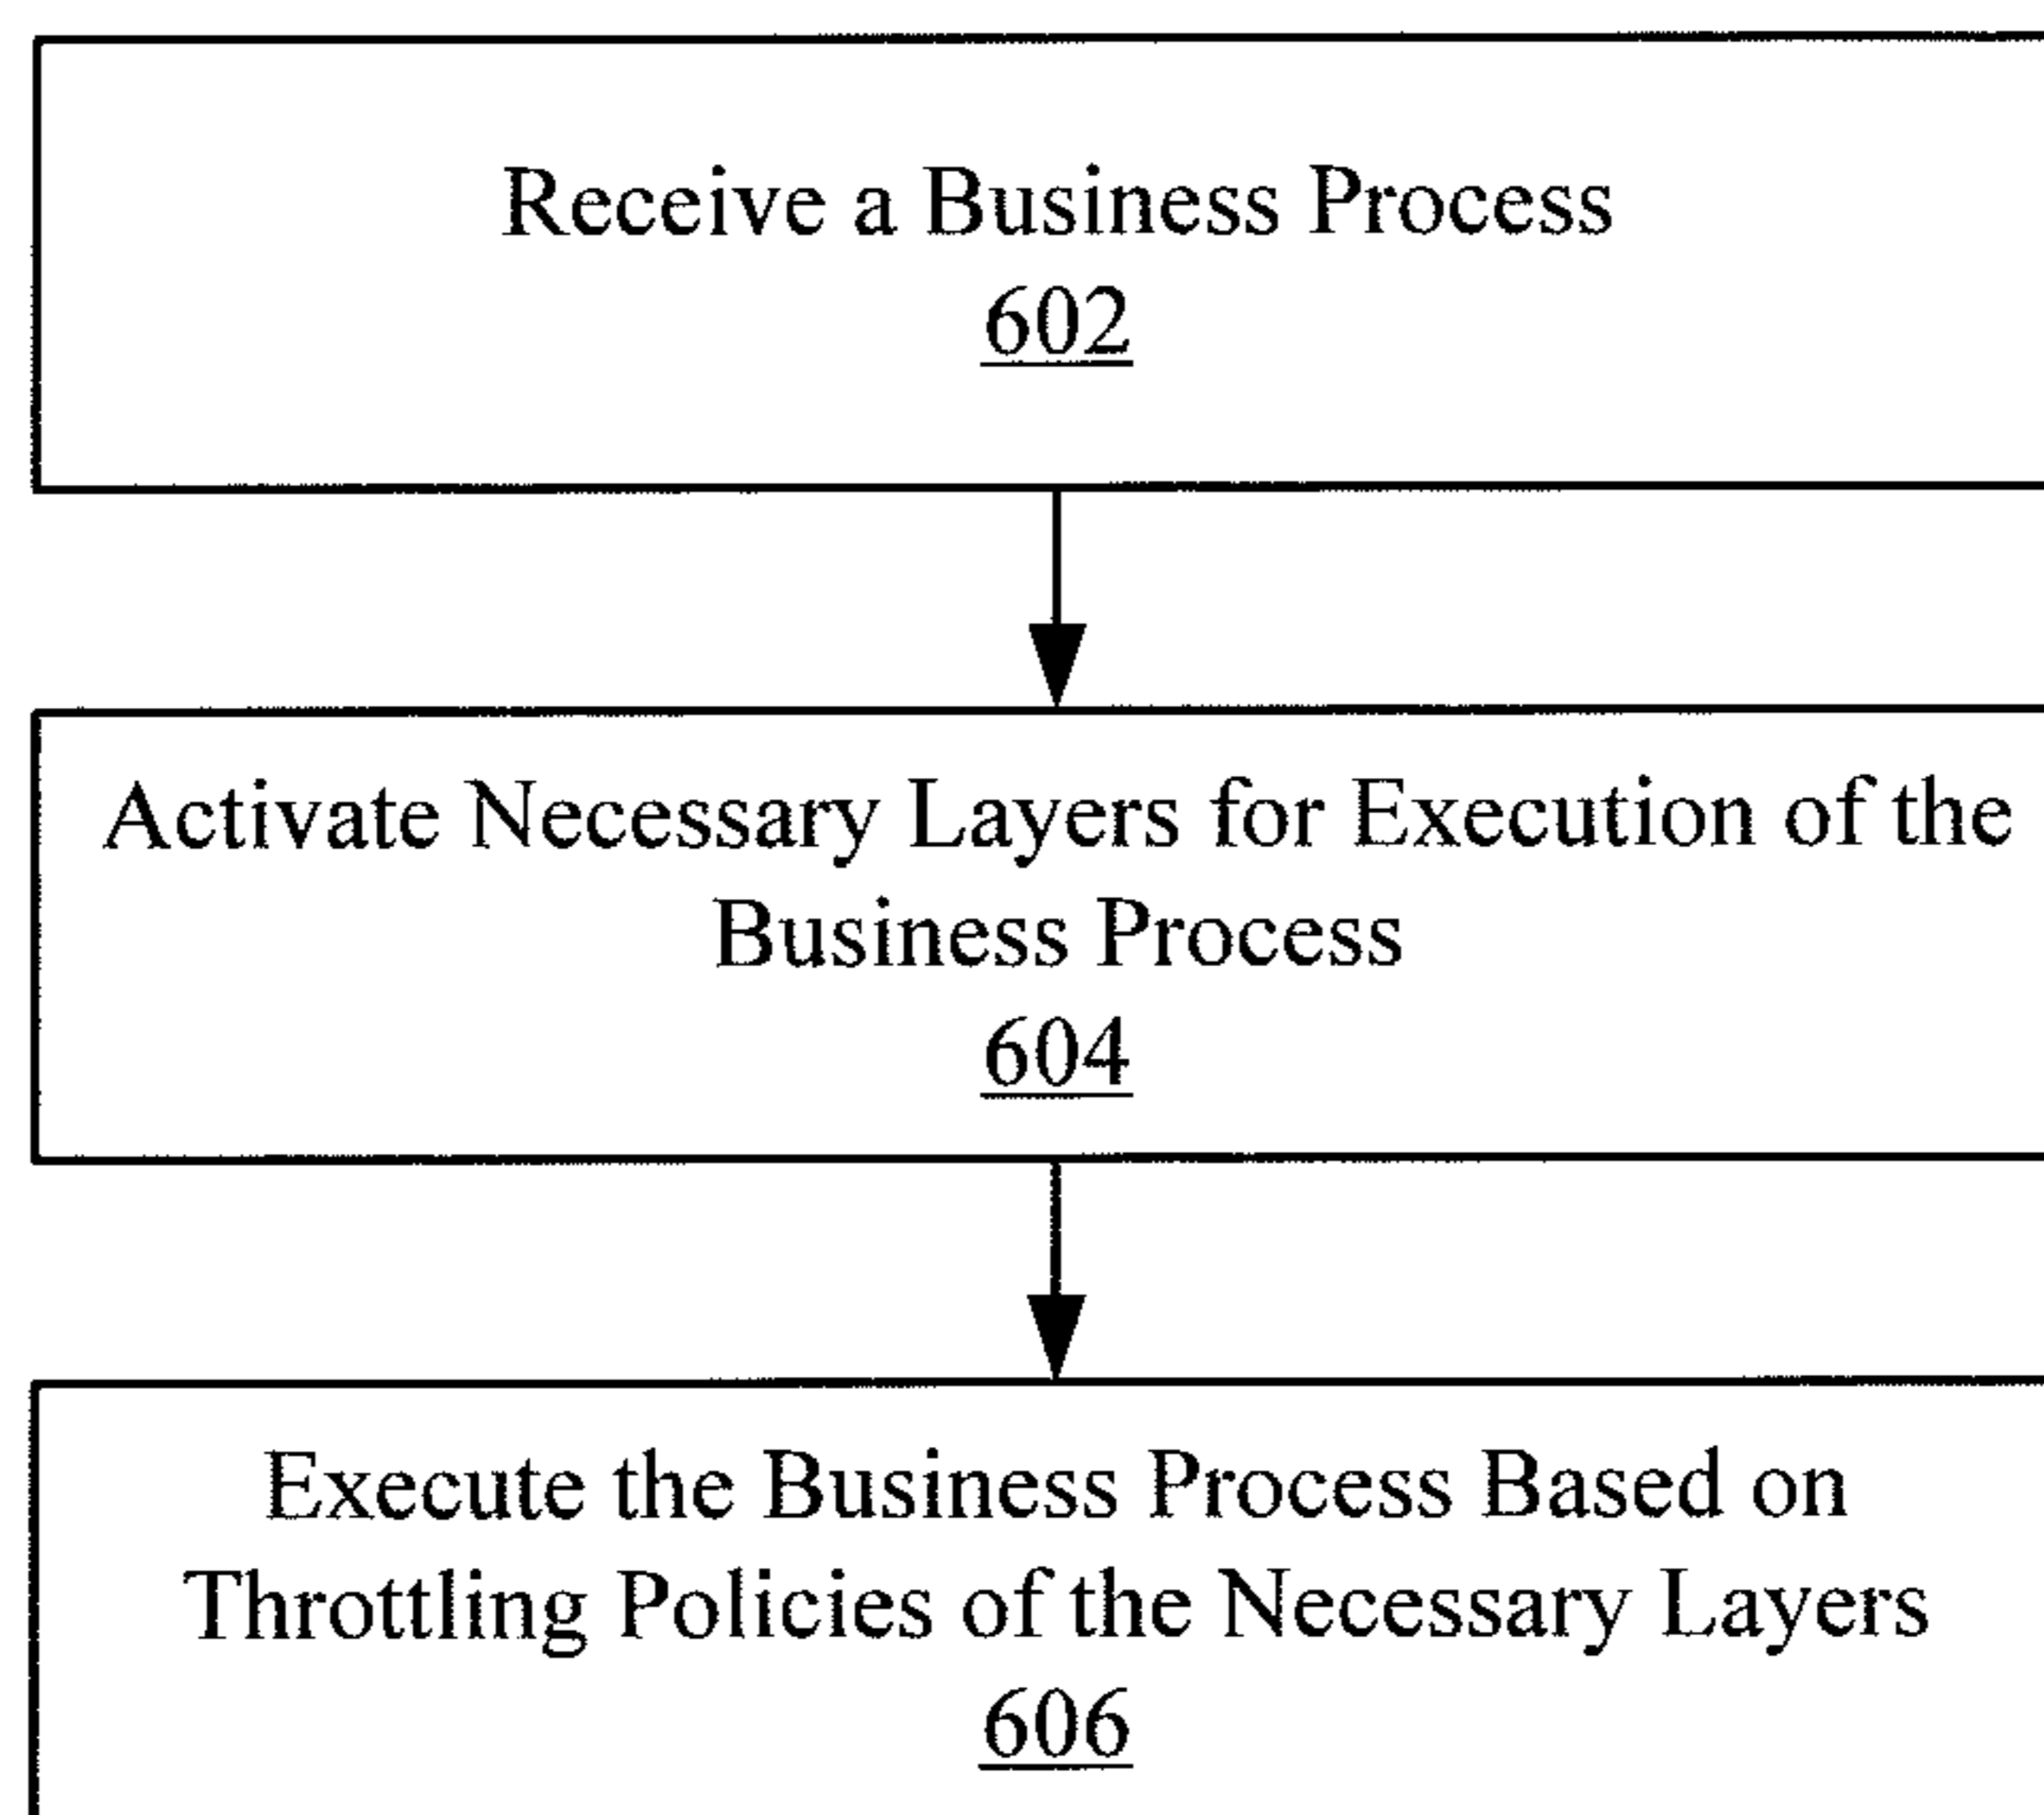 Receive a Business Process
602
Activate Necessary Layers for Execution of the
Business Process
604
Execute the Business Process Based on
Throttling Policies of the Necessary Layers
606